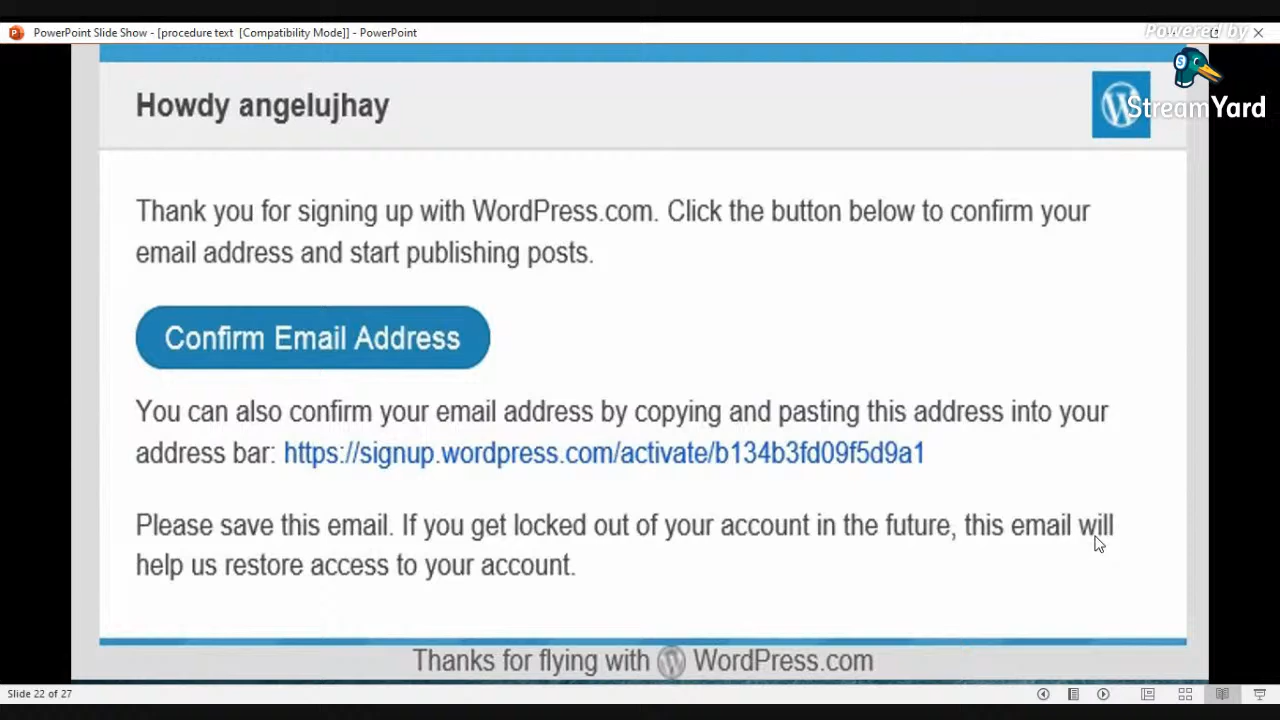 PowerPoint Slide Show - [procedure text [Compatibility Mode]] - PowerPoint
Powered by
StreamYard
Howdy angelujhay
Thank you for signing up with WordPress.com. Click the button below to confirm your
email address and start publishing posts.
Confirm Email Address
You can also confirm your email address by copying and pasting this address into your
address bar: https://signup.wordpress.com/activate/b134b3fd09f5d9a1
Please save this email. If you get locked out of your account in the future, this email will
help us restore access to your account.
Thanks for flying with WordPress.com
Slide 22 of 27